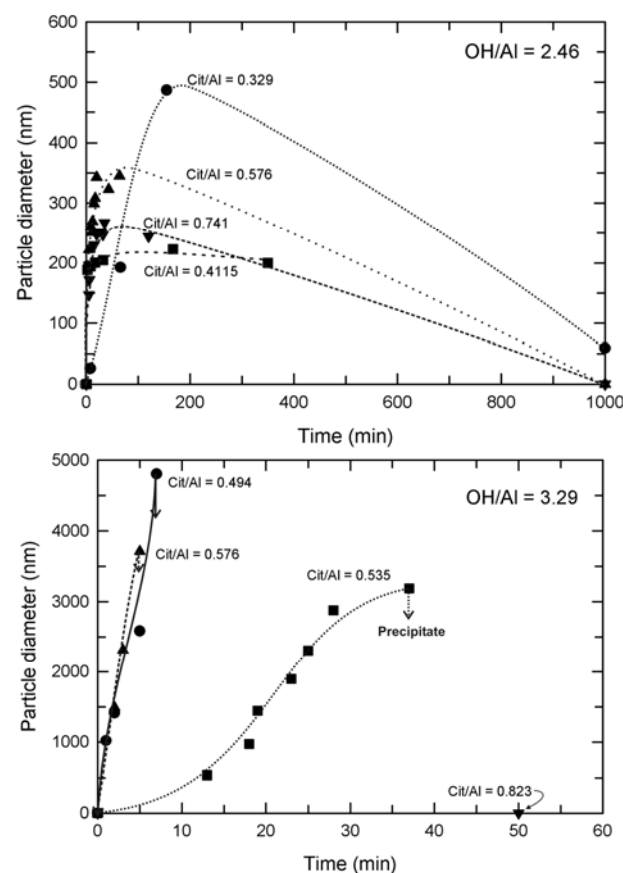 600
OH/Al = 2.46
Cit/Al = 0.329
500
400
Cit/Al = 0.576
300
Cit/Al = 0.741
200
Cit/Al = 0.4115
100
0
Particle diameter (nm)
0 200 400 600 800 1000
Time (min)
5000
Cit/Al = 0.494
OH/Al = 3.29
4000
Cit/Al = 0.576
Cit/Al = 0.535
3000
Precipitate
2000
1000
Cit/Al = 0.823
0
Particle diameter (nm)
0 10 20 30 40 50 60
Time (min)